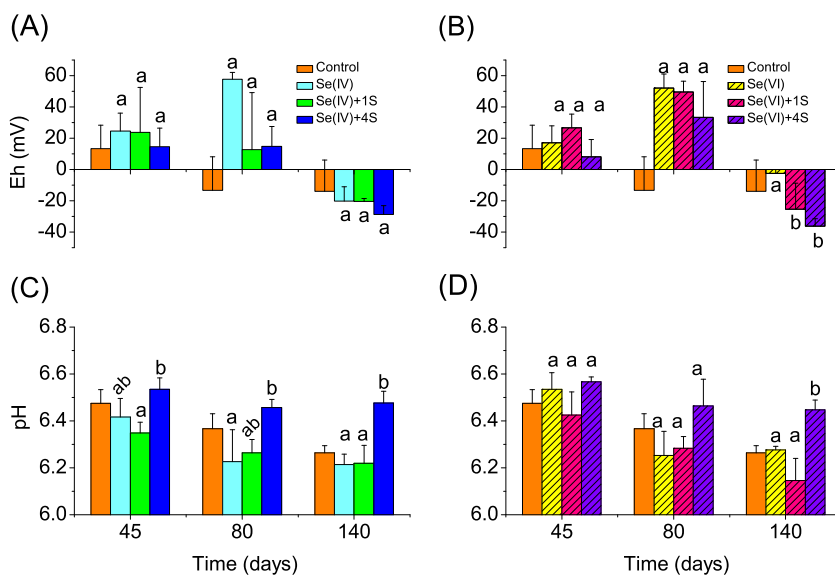 (A)
Eh (mV)
60
40
20
0
-20
-40
Control
Se(IV)
Se(IV)+1S
Se(IV)+4S
a a a
a a a
a a a
(B)
60
40
20
0
-20
-40
Control
Se(VI)
Se(VI)+1S
Se(VI)+4S
a a a
a a a
a b b
(C)
pH
6.8
6.6
6.4
6.2
6.0
ab a b
a ab b
a a b
45 80 140
Time (days)
(D)
6.8
6.6
6.4
6.2
6.0
a a a
a a a
a a b
45 80 140
Time (days)